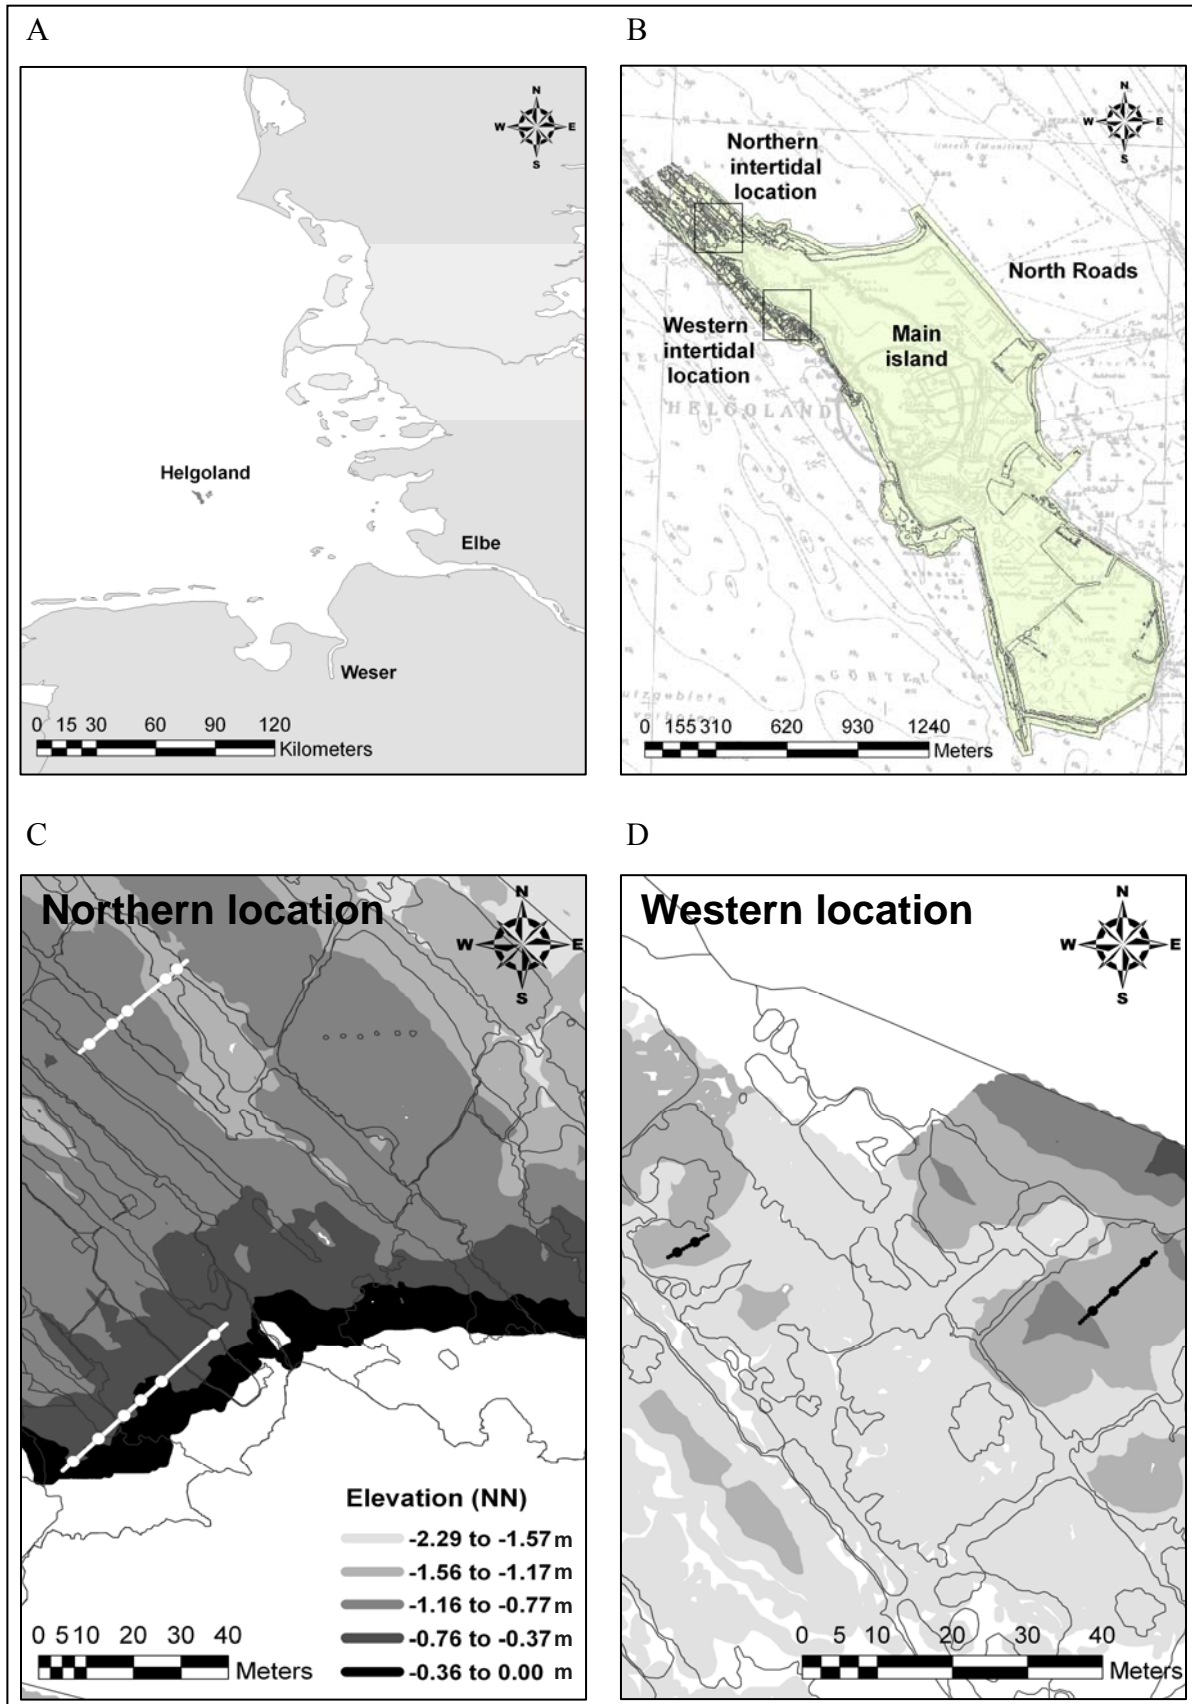 A
N
W E
S
Helgoland
Elbe
Weser
0 15 30 60 90 120
Kilometers
B
N
W E
S
Northern
intertidal
location
North Roads
Main
island
Western
intertidal
location
HELGOLAND
0 155 310 620 930 1240
Meters
C
Northern location
N
W E
S
Elevation (NN)
-2.29 to -1.57 m
-1.56 to -1.17 m
-1.16 to -0.77 m
-0.76 to -0.37 m
-0.36 to 0.00 m
0 5 10 20 30 40
Meters
D
Western location
N
W E
S
0 5 10 20 30 40
Meters